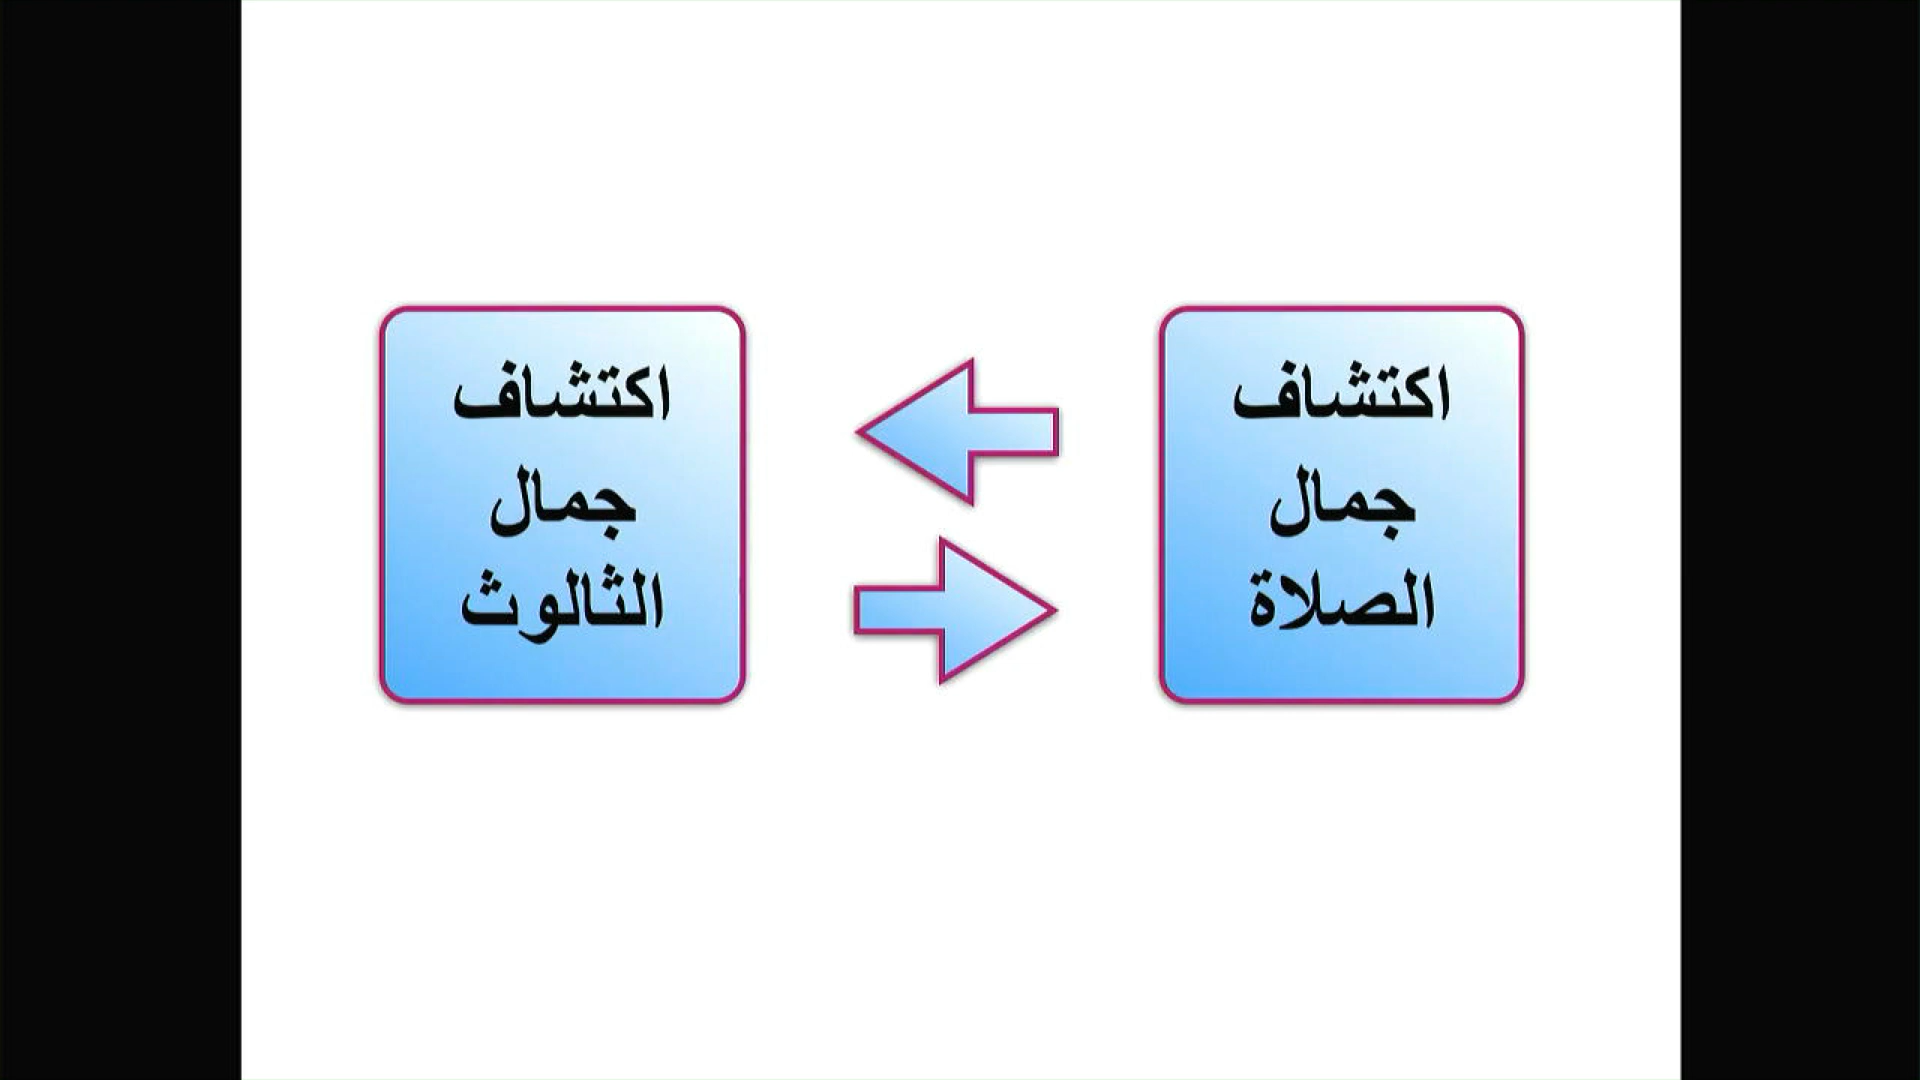 اكتشاف
جمال
الصلاة
اكتشاف
جمال
الثالوث